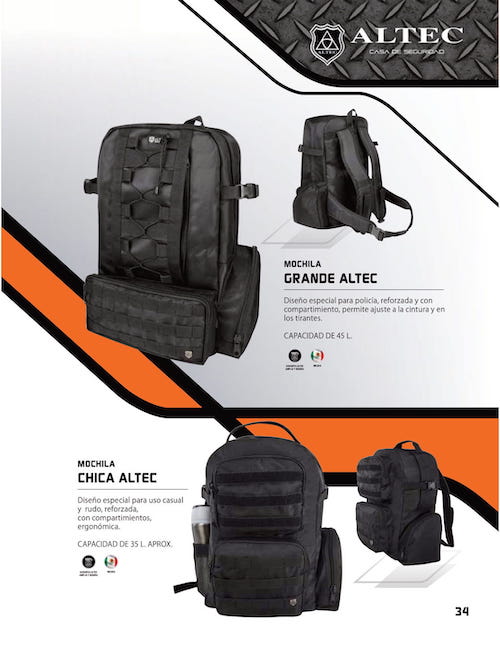 ALTEC
CASA DE SEGURIDAD
ALTEC
MOCHILA
GRANDE ALTEC
Diseño especial para policía, reforzada y con
compartimiento, permite ajuste a la cintura y en
los tirantes.
CAPACIDAD DE 45 L.
MOCHILA
CHICA ALTEC
Diseño especial para uso casual
y rudo, reforzada,
con compartimientos,
ergonómica.
CAPACIDAD DE 35 L. APROX.
34